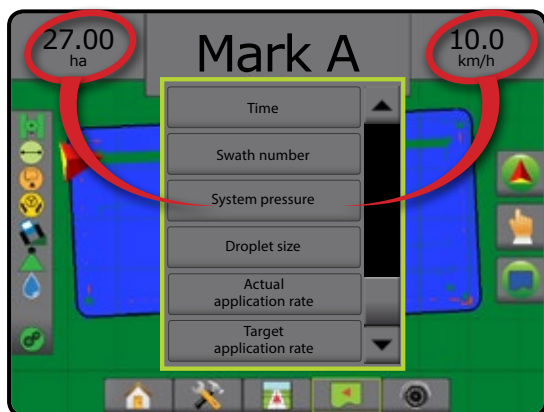 27.00
ha
Mark A
10.0
km/h
Time
Swath number
System pressure
Droplet size
Actual
application rate
Target
application rate